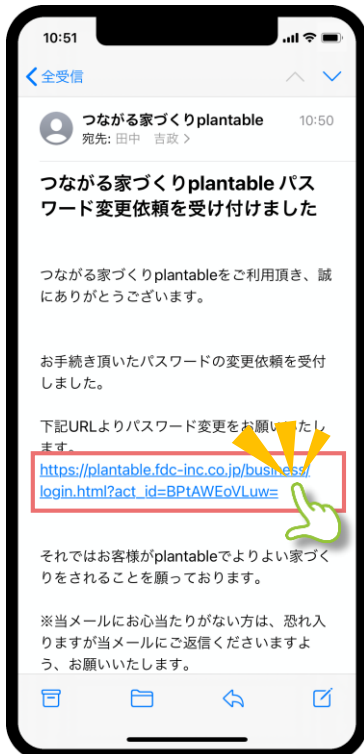 10:51
全受信
つながる家づくりplantable 10:50
宛先: 田中 吉政
つながる家づくりplantable パス
ワード変更依頼を受け付けました
つながる家づくりplantableをご利用頂き、誠
にありがとうございます。
お手続き頂いたパスワードの変更依頼を受付
しました。
下記URLよりパスワード変更をお願いいたし
ます。
https://plantable.fdc-inc.co.jp/business/
login.html?act_id=BPtAWEoVLuw=
それではお客様がplantableでよりよい家づく
りをされることを願っております。
※当メールにお心当たりがない方は、恐れ入
りますが当メールにご返信くださいますよ
う、お願いいたします。